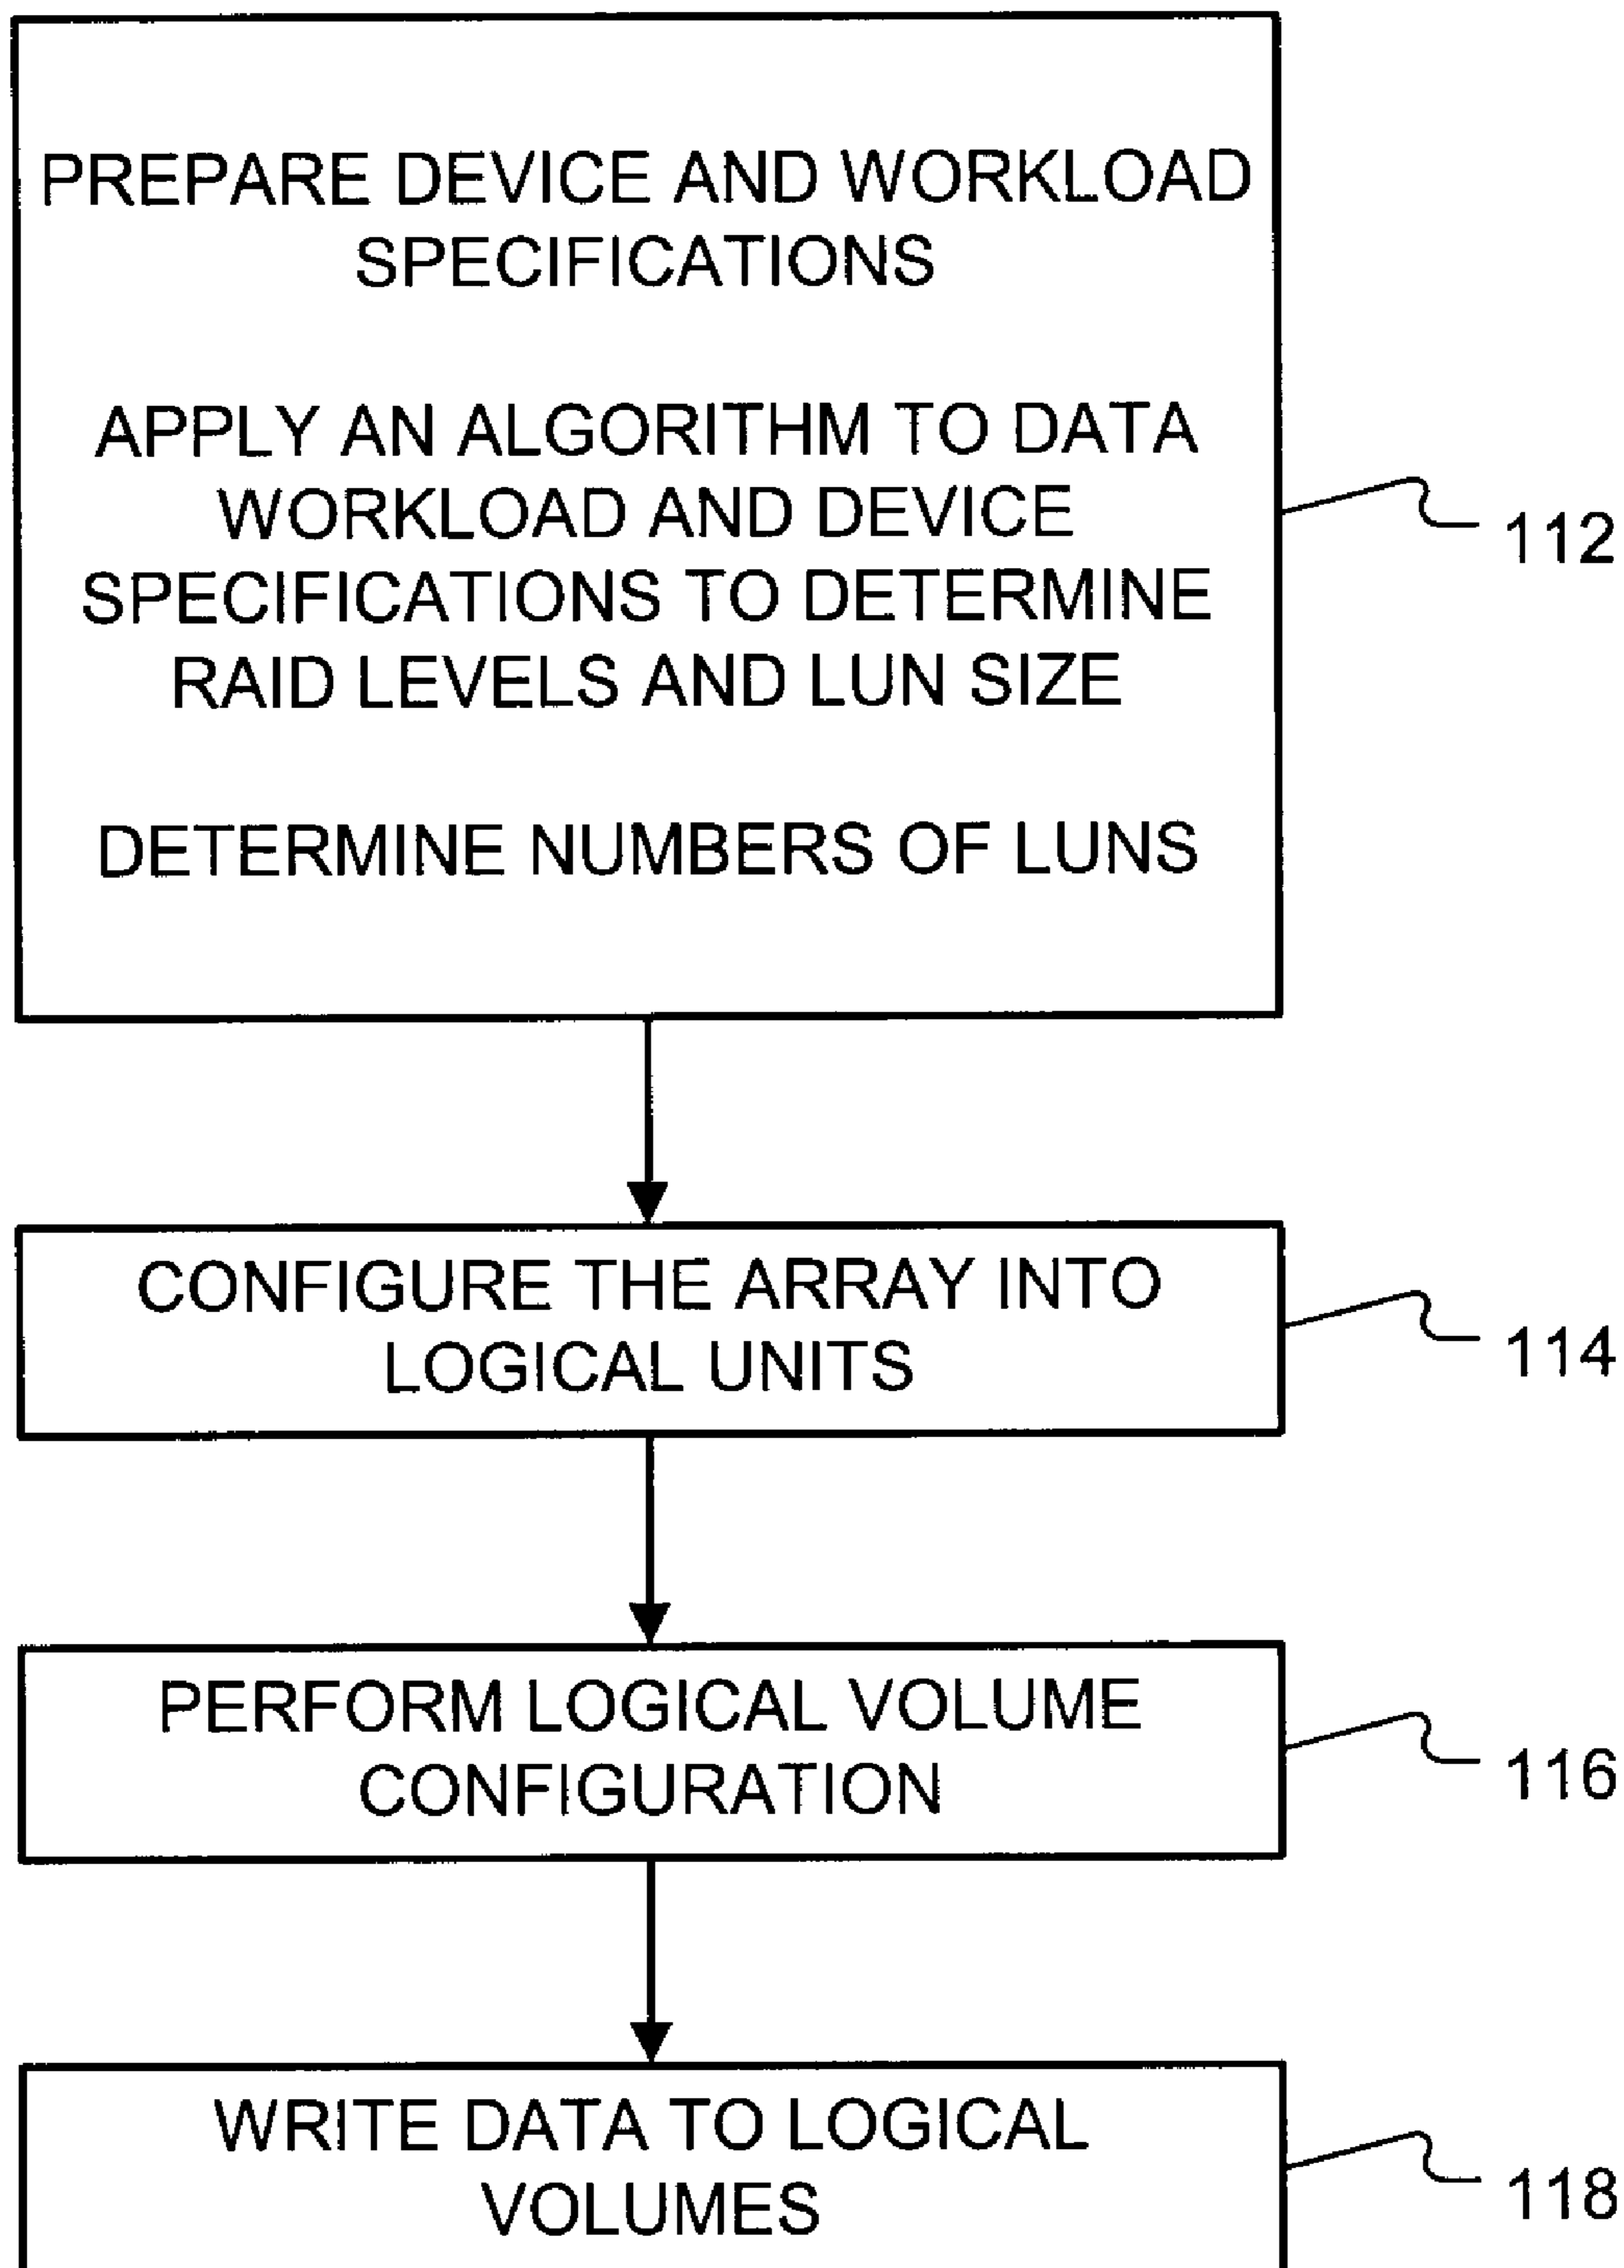 PREPARE DEVICE AND WORKLOAD
SPECIFICATIONS
APPLY AN ALGORITHM TO DATA
WORKLOAD AND DEVICE
SPECIFICATIONS TO DETERMINE
RAID LEVELS AND LUN SIZE
DETERMINE NUMBERS OF LUNS
112
CONFIGURE THE ARRAY INTO
LOGICAL UNITS
114
PERFORM LOGICAL VOLUME
CONFIGURATION
116
WRITE DATA TO LOGICAL
VOLUMES
118